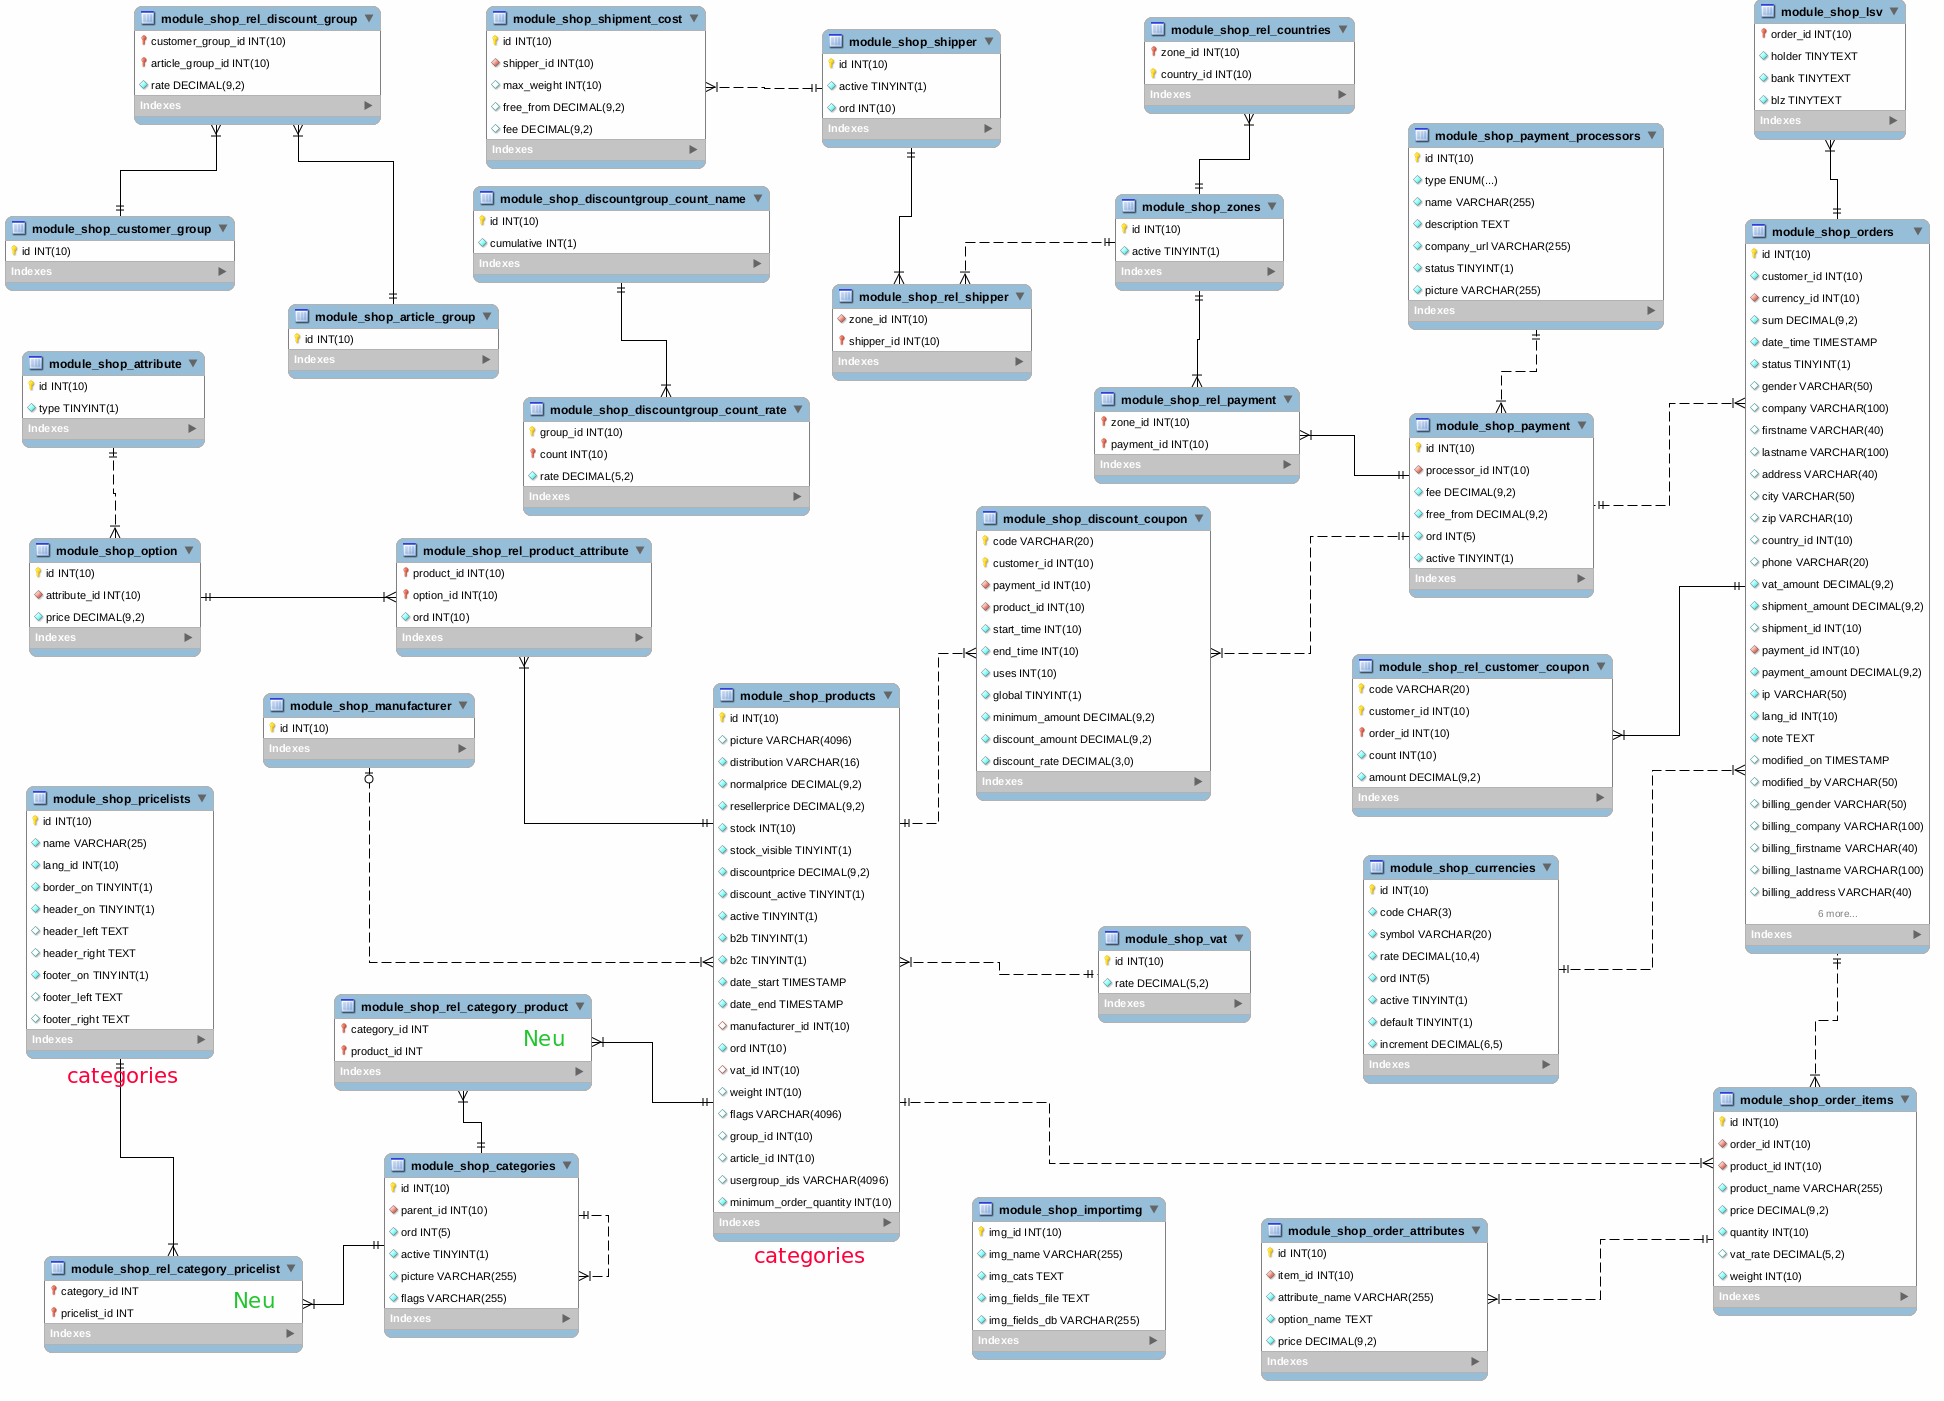 module_shop_rel_discount_group
customer_group_id INT(10)
article_group_id INT(10)
rate DECIMAL(9,2)
Indexes
module_shop_shipment_cost
id INT(10)
shipper_id INT(10)
max_weight INT(10)
free_from DECIMAL(9,2)
fee DECIMAL(9,2)
Indexes
module_shop_shipper
id INT(10)
active TINYINT(1)
ord INT(10)
Indexes
module_shop_rel_countries
zone_id INT(10)
country_id INT(10)
Indexes
module_shop_lsv
order_id INT(10)
holder TINYTEXT
bank TINYTEXT
blz TINYTEXT
Indexes
module_shop_payment_processors
id INT(10)
type ENUM(...)
name VARCHAR(255)
description TEXT
company_url VARCHAR(255)
status TINYINT(1)
picture VARCHAR(255)
Indexes
module_shop_customer_group
id INT(10)
Indexes
module_shop_discountgroup_count_name
id INT(10)
cumulative INT(1)
Indexes
module_shop_zones
id INT(10)
active TINYINT(1)
Indexes
module_shop_orders
id INT(10)
customer_id INT(10)
currency_id INT(10)
sum DECIMAL(9,2)
date_time TIMESTAMP
status TINYINT(1)
gender VARCHAR(50)
company VARCHAR(100)
firstname VARCHAR(40)
lastname VARCHAR(100)
address VARCHAR(40)
city VARCHAR(50)
zip VARCHAR(10)
country_id INT(10)
phone VARCHAR(20)
vat_amount DECIMAL(9,2)
shipment_amount DECIMAL(9,2)
shipment_id INT(10)
payment_id INT(10)
payment_amount DECIMAL(9,2)
ip VARCHAR(50)
lang_id INT(10)
note TEXT
modified_on TIMESTAMP
modified_by VARCHAR(50)
billing_gender VARCHAR(50)
billing_company VARCHAR(100)
billing_firstname VARCHAR(40)
billing_lastname VARCHAR(100)
billing_address VARCHAR(40)
6 more...
Indexes
module_shop_article_group
id INT(10)
Indexes
module_shop_rel_shipper
zone_id INT(10)
shipper_id INT(10)
Indexes
module_shop_attribute
id INT(10)
type TINYINT(1)
Indexes
module_shop_discountgroup_count_rate
group_id INT(10)
count INT(10)
rate DECIMAL(5,2)
Indexes
module_shop_rel_payment
zone_id INT(10)
payment_id INT(10)
Indexes
module_shop_payment
id INT(10)
processor_id INT(10)
fee DECIMAL(9,2)
free_from DECIMAL(9,2)
ord INT(5)
active TINYINT(1)
Indexes
module_shop_option
id INT(10)
attribute_id INT(10)
price DECIMAL(9,2)
Indexes
module_shop_rel_product_attribute
product_id INT(10)
option_id INT(10)
ord INT(10)
Indexes
module_shop_discount_coupon
code VARCHAR(20)
customer_id INT(10)
payment_id INT(10)
product_id INT(10)
start_time INT(10)
end_time INT(10)
uses INT(10)
global TINYINT(1)
minimum_amount DECIMAL(9,2)
discount_amount DECIMAL(9,2)
discount_rate DECIMAL(3,0)
Indexes
module_shop_rel_customer_coupon
code VARCHAR(20)
customer_id INT(10)
order_id INT(10)
count INT(10)
amount DECIMAL(9,2)
Indexes
module_shop_manufacturer
id INT(10)
Indexes
module_shop_products
id INT(10)
picture VARCHAR(4096)
distribution VARCHAR(16)
normalprice DECIMAL(9,2)
resellerprice DECIMAL(9,2)
stock INT(10)
stock_visible TINYINT(1)
discountprice DECIMAL(9,2)
discount_active TINYINT(1)
active TINYINT(1)
b2b TINYINT(1)
b2c TINYINT(1)
date_start TIMESTAMP
date_end TIMESTAMP
manufacturer_id INT(10)
ord INT(10)
vat_id INT(10)
weight INT(10)
flags VARCHAR(4096)
group_id INT(10)
article_id INT(10)
usergroup_ids VARCHAR(4096)
minimum_order_quantity INT(10)
Indexes
categories
module_shop_pricelists
id INT(10)
name VARCHAR(25)
lang_id INT(10)
border_on TINYINT(1)
header_on TINYINT(1)
header_left TEXT
header_right TEXT
footer_on TINYINT(1)
footer_left TEXT
footer_right TEXT
Indexes
categories
module_shop_currencies
id INT(10)
code CHAR(3)
symbol VARCHAR(20)
rate DECIMAL(10,4)
ord INT(5)
active TINYINT(1)
default TINYINT(1)
increment DECIMAL(6,5)
Indexes
module_shop_vat
id INT(10)
rate DECIMAL(5,2)
Indexes
module_shop_rel_category_product
category_id INT
Neu
product_id INT
Indexes
module_shop_order_items
id INT(10)
order_id INT(10)
product_id INT(10)
product_name VARCHAR(255)
price DECIMAL(9,2)
quantity INT(10)
vat_rate DECIMAL(5,2)
weight INT(10)
Indexes
module_shop_categories
id INT(10)
parent_id INT(10)
ord INT(5)
active TINYINT(1)
picture VARCHAR(255)
flags VARCHAR(255)
Indexes
module_shop_importimg
img_id INT(10)
img_name VARCHAR(255)
img_cats TEXT
img_fields_file TEXT
img_fields_db VARCHAR(255)
Indexes
module_shop_order_attributes
id INT(10)
item_id INT(10)
attribute_name VARCHAR(255)
option_name TEXT
price DECIMAL(9,2)
Indexes
module_shop_rel_category_pricelist
category_id INT
Neu
pricelist_id INT
Indexes